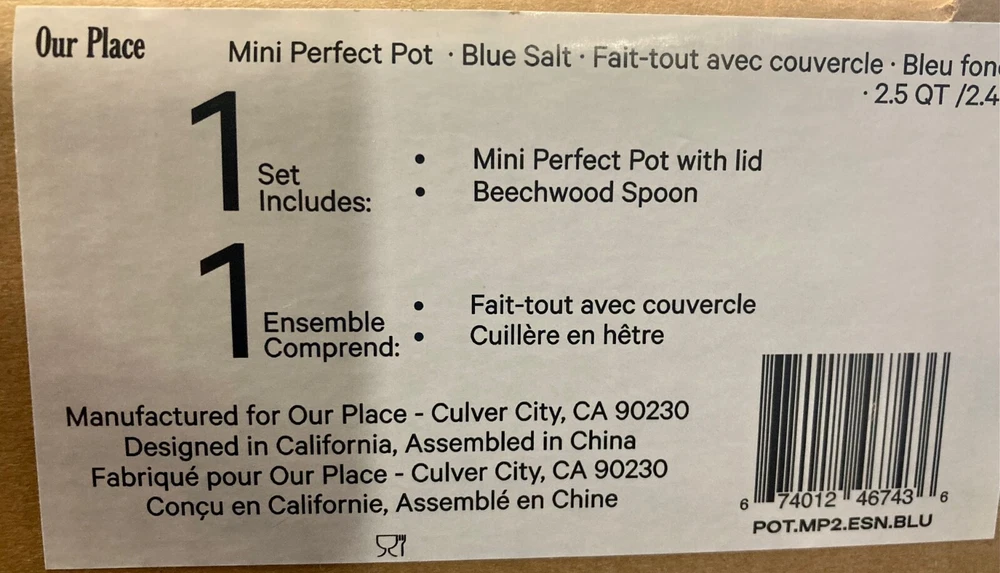 Our Place
Mini Perfect Pot · Blue Salt · Fait-tout avec couvercle · Bleu
· 2.5 QT /2.4
1 Set
Includes:
• Mini Perfect Pot with lid
• Beechwood Spoon
1 Ensemble
Comprend:
• Fait-tout avec couvercle
• Cuillère en hêtre
Manufactured for Our Place - Culver City, CA 90230
Designed in California, Assembled in China
Fabriqué pour Our Place - Culver City, CA 90230
Conçu en Californie, Assemblé en Chine
6 74012 46743 6
POT.MP2.ESN.BLU